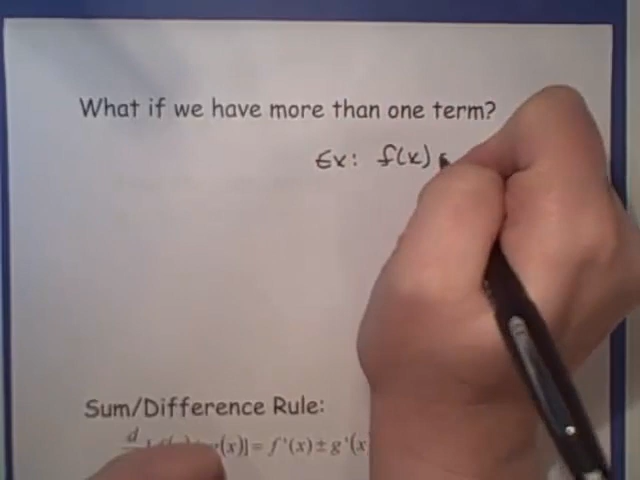 What if we have more than one term?
Ex: f(x)
Sum/Difference Rule:
d
(x)] = f'(x) ± g'(x